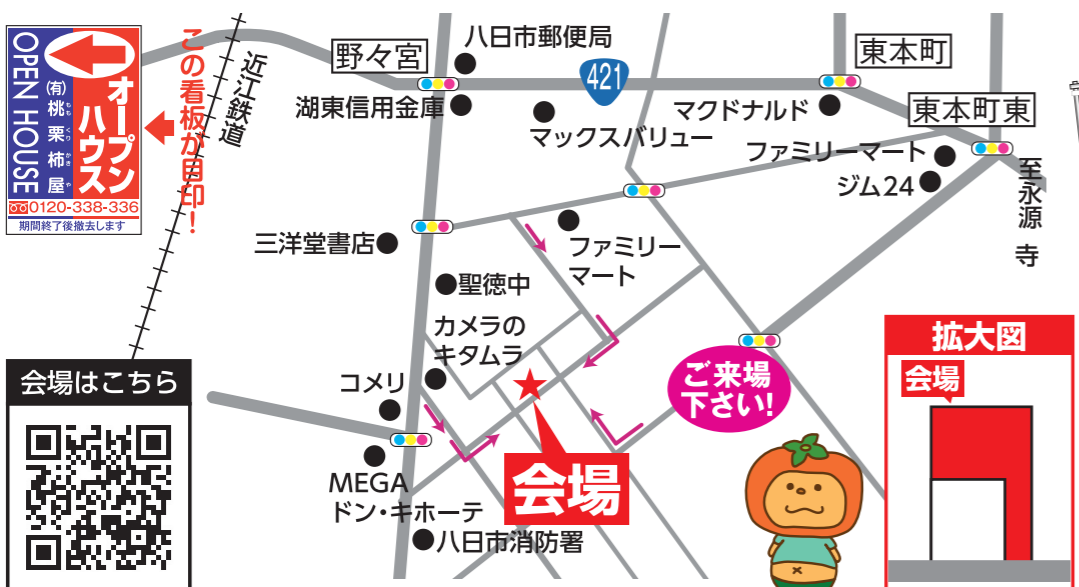 オープン
ハウス
OPEN HOUSE
(有)桃栗柿屋
ももくりかきや
0120-338-336
期間終了後撤去します
この看板が目印！
近江鉄道
野々宮
八日市郵便局
421
東本町
湖東信用金庫
マックスバリュー
マクドナルド
東本町東
ファミリーマート
ジム24
至永源寺
三洋堂書店
ファミリー
マート
聖徳中
カメラの
キタムラ
コメリ
MEGA
ドン・キホーテ
八日市消防署
会場
ご来場
下さい!
会場はこちら
拡大図
会場